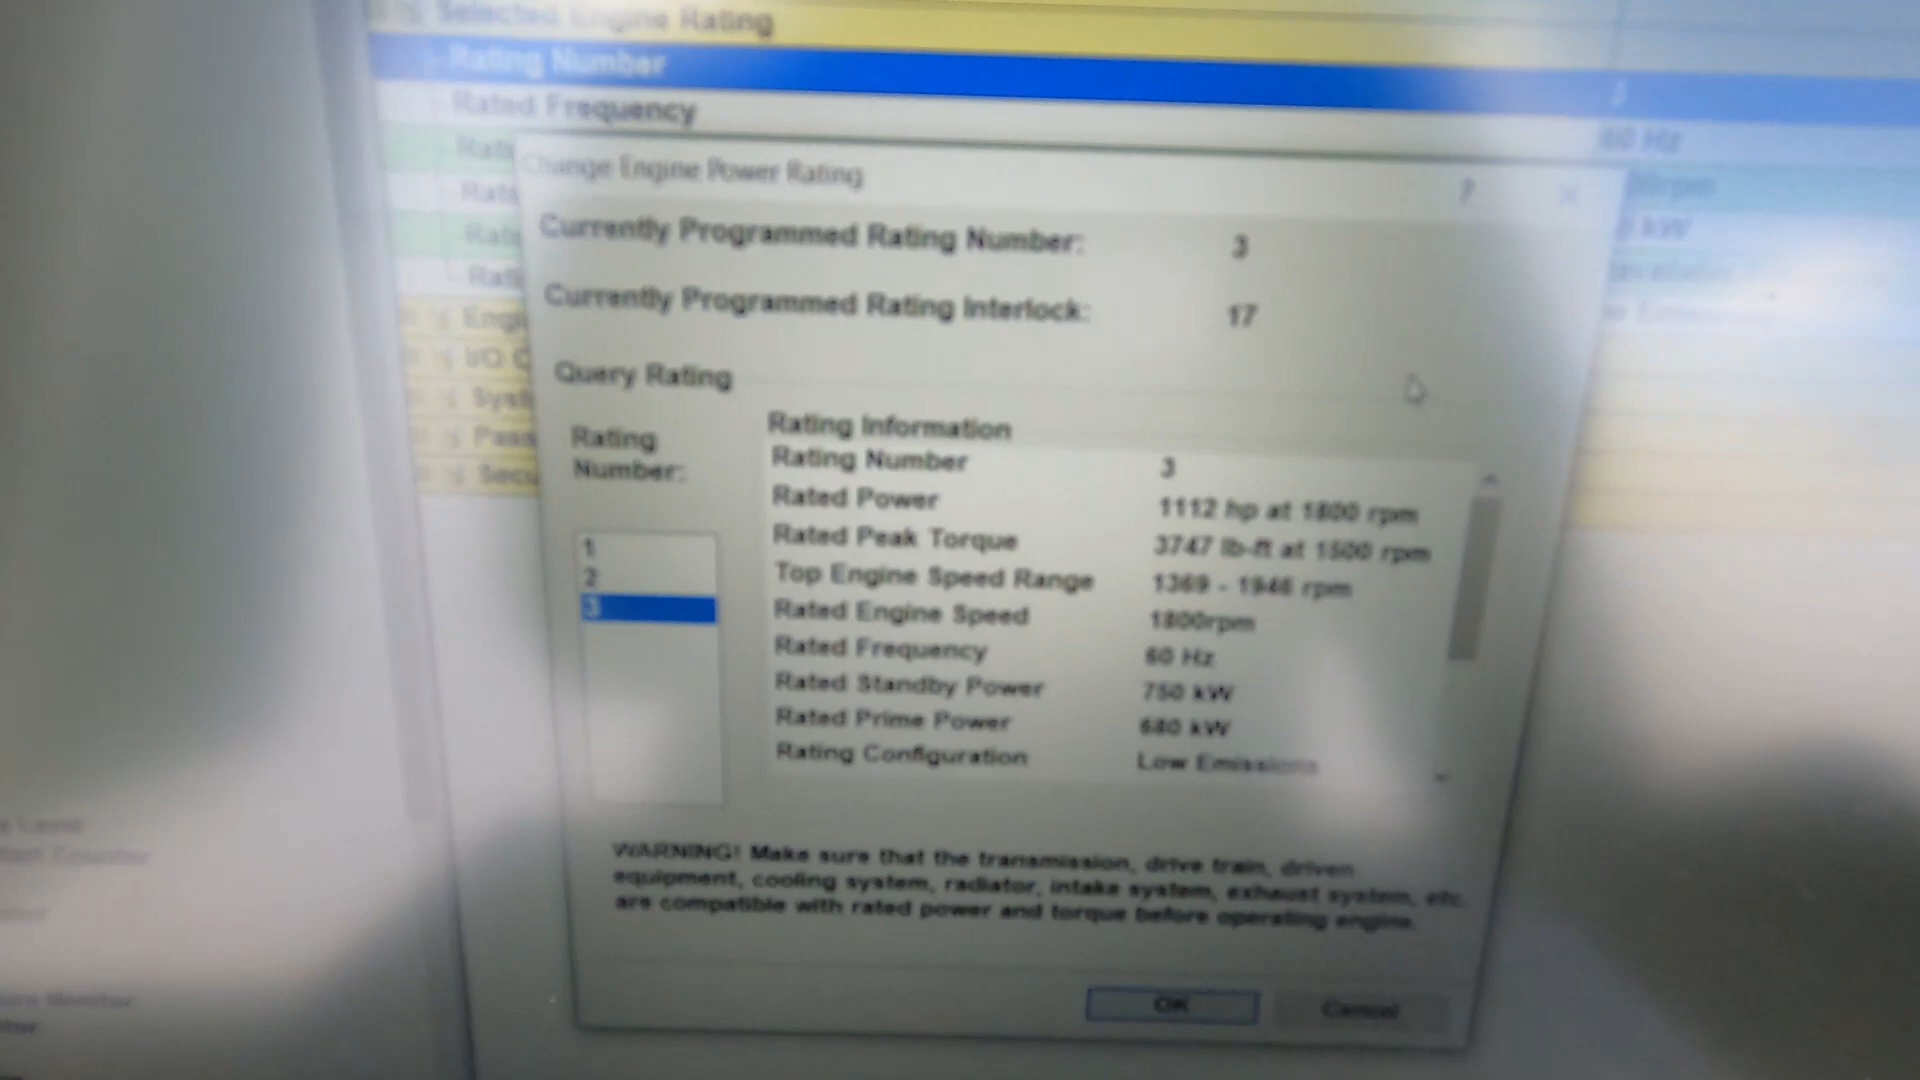 Selected Engine Rating
Rating Number 3
Rated Frequency 60 Hz
Change Engine Power Rating ?
Currently Programmed Rating Number: 3
Currently Programmed Rating Interlock: 17
Query Rating
Rating
Number:
1
2
3
Rating Information
Rating Number 3
Rated Power 1112 hp at 1800 rpm
Rated Peak Torque 3747 lb-ft at 1500 rpm
Top Engine Speed Range 1369 - 1946 rpm
Rated Engine Speed 1800rpm
Rated Frequency 60 Hz
Rated Standby Power 750 kW
Rated Prime Power 680 kW
Rating Configuration Low Emissions
WARNING! Make sure that the transmission, drive train, driven
equipment, cooling system, radiator, intake system, exhaust system, etc.
are compatible with rated power and torque before operating engine.
OK Cancel